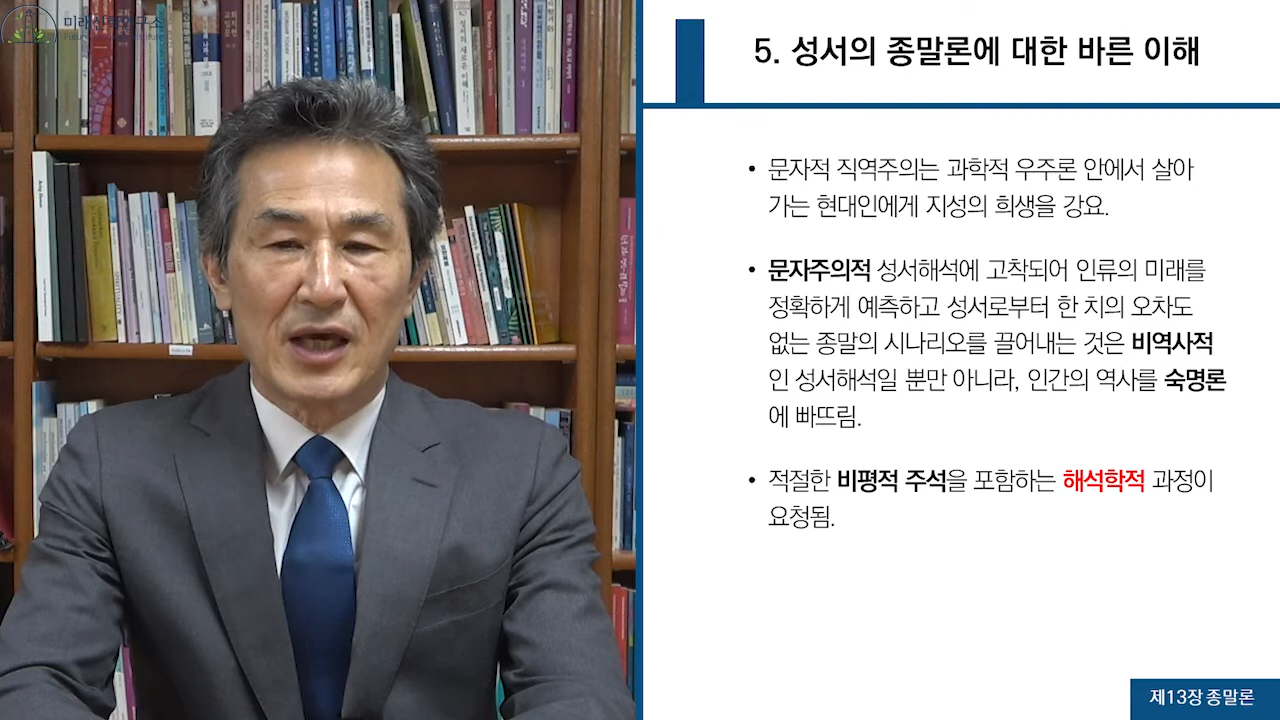 미래신학연구소
5. 성서의 종말론에 대한 바른 이해
• 문자적 직역주의는 과학적 우주론 안에서 살아
가는 현대인에게 지성의 희생을 강요.
• 문자주의적 성서해석에 고착되어 인류의 미래를
정확하게 예측하고 성서로부터 한 치의 오차도
없는 종말의 시나리오를 끌어내는 것은 비역사적
인 성서해석일 뿐만 아니라, 인간의 역사를 숙명론
에 빠뜨림.
• 적절한 비평적 주석을 포함하는 해석학적 과정이
요청됨.
제13장 종말론